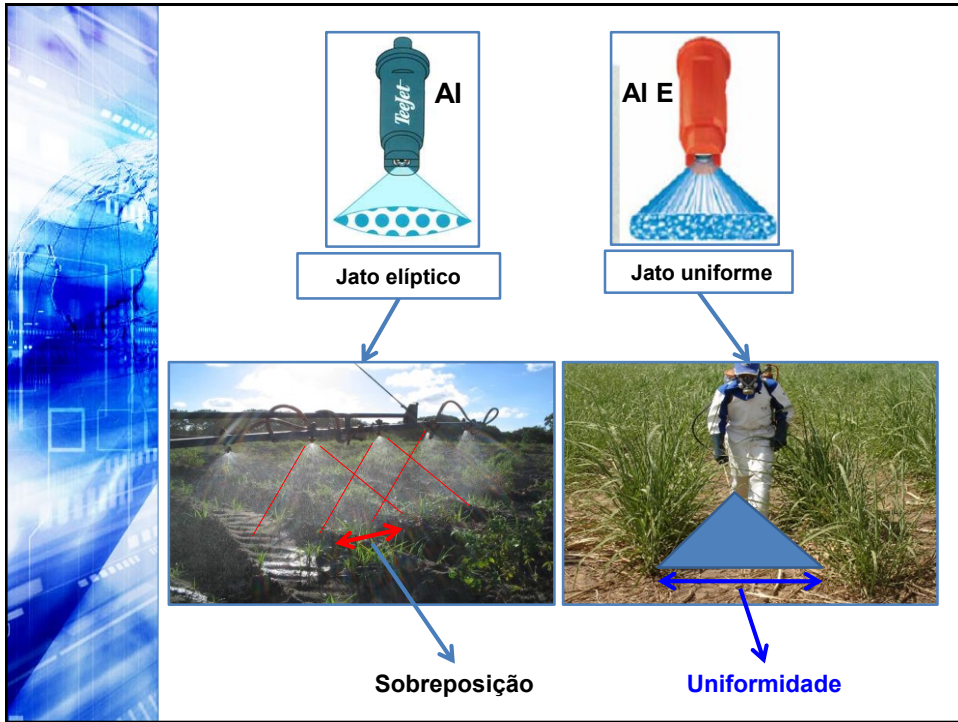 TeeJet
AI
AI E
Jato elíptico
Jato uniforme
Sobreposição
Uniformidade